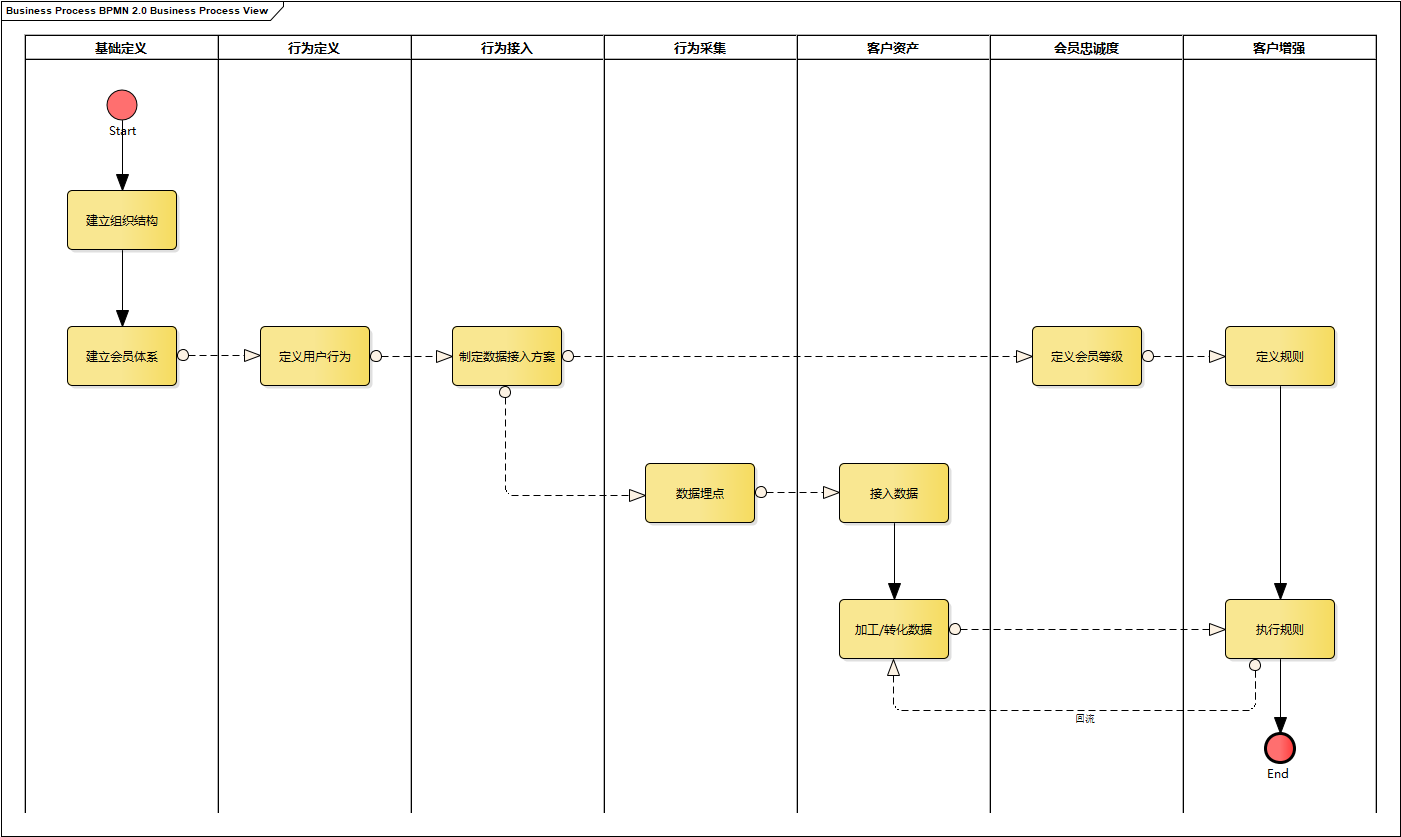 Business Process BPMN 2.0 Business Process View
基础定义
行为定义
行为接入
行为采集
客户资产
会员忠诚度
客户增强
Start
建立组织结构
建立会员体系
定义用户行为
制定数据接入方案
定义会员等级
定义规则
数据埋点
接入数据
加工/转化数据
执行规则
回流
End